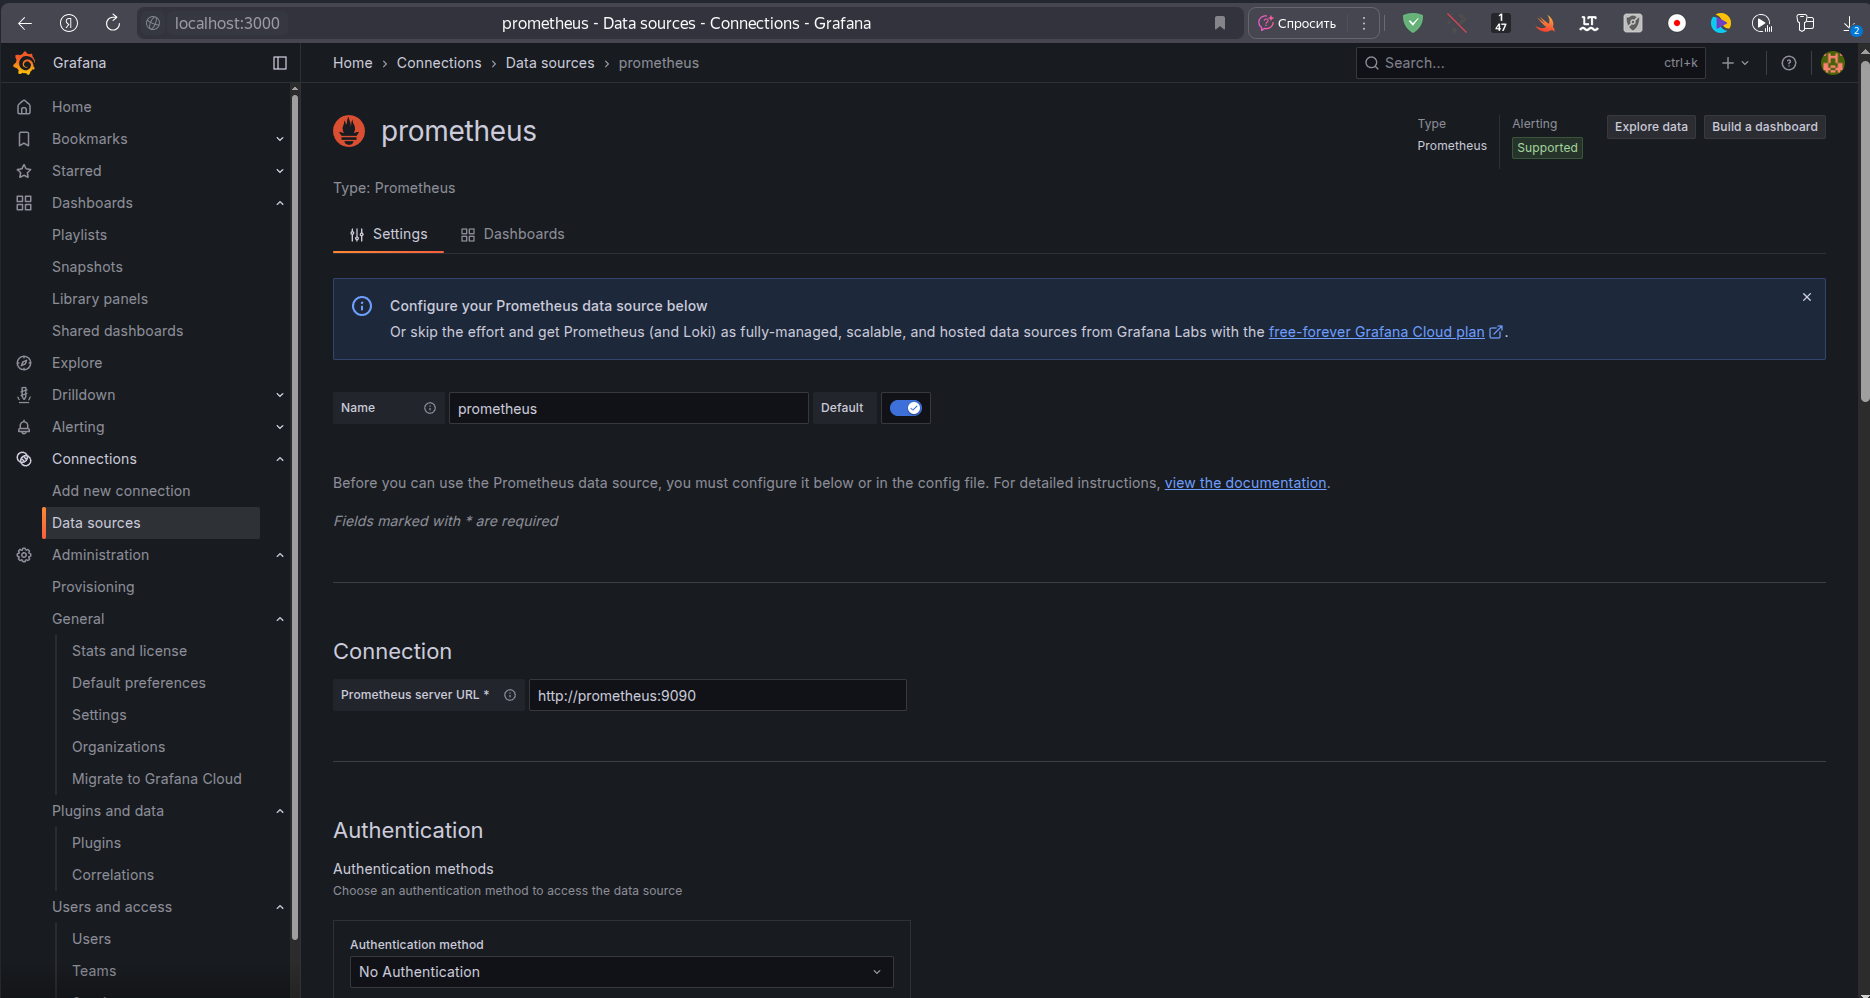 localhost:3000
prometheus - Data sources - Connections - Grafana
Спросить
1
47
LT
2
Grafana
Home › Connections › Data sources › prometheus
Search...
ctrl+k
Home
Bookmarks
Starred
Dashboards
Playlists
Snapshots
Library panels
Shared dashboards
Explore
Drilldown
Alerting
Connections
Add new connection
Data sources
Administration
Provisioning
General
Stats and license
Default preferences
Settings
Organizations
Migrate to Grafana Cloud
Plugins and data
Plugins
Correlations
Users and access
Users
Teams
prometheus
Type
Prometheus
Alerting
Supported
Explore data
Build a dashboard
Type: Prometheus
Settings
Dashboards
Configure your Prometheus data source below
Or skip the effort and get Prometheus (and Loki) as fully-managed, scalable, and hosted data sources from Grafana Labs with the free-forever Grafana Cloud plan.
Name
prometheus
Default
Before you can use the Prometheus data source, you must configure it below or in the config file. For detailed instructions, view the documentation.
Fields marked with * are required
Connection
Prometheus server URL *
http://prometheus:9090
Authentication
Authentication methods
Choose an authentication method to access the data source
Authentication method
No Authentication